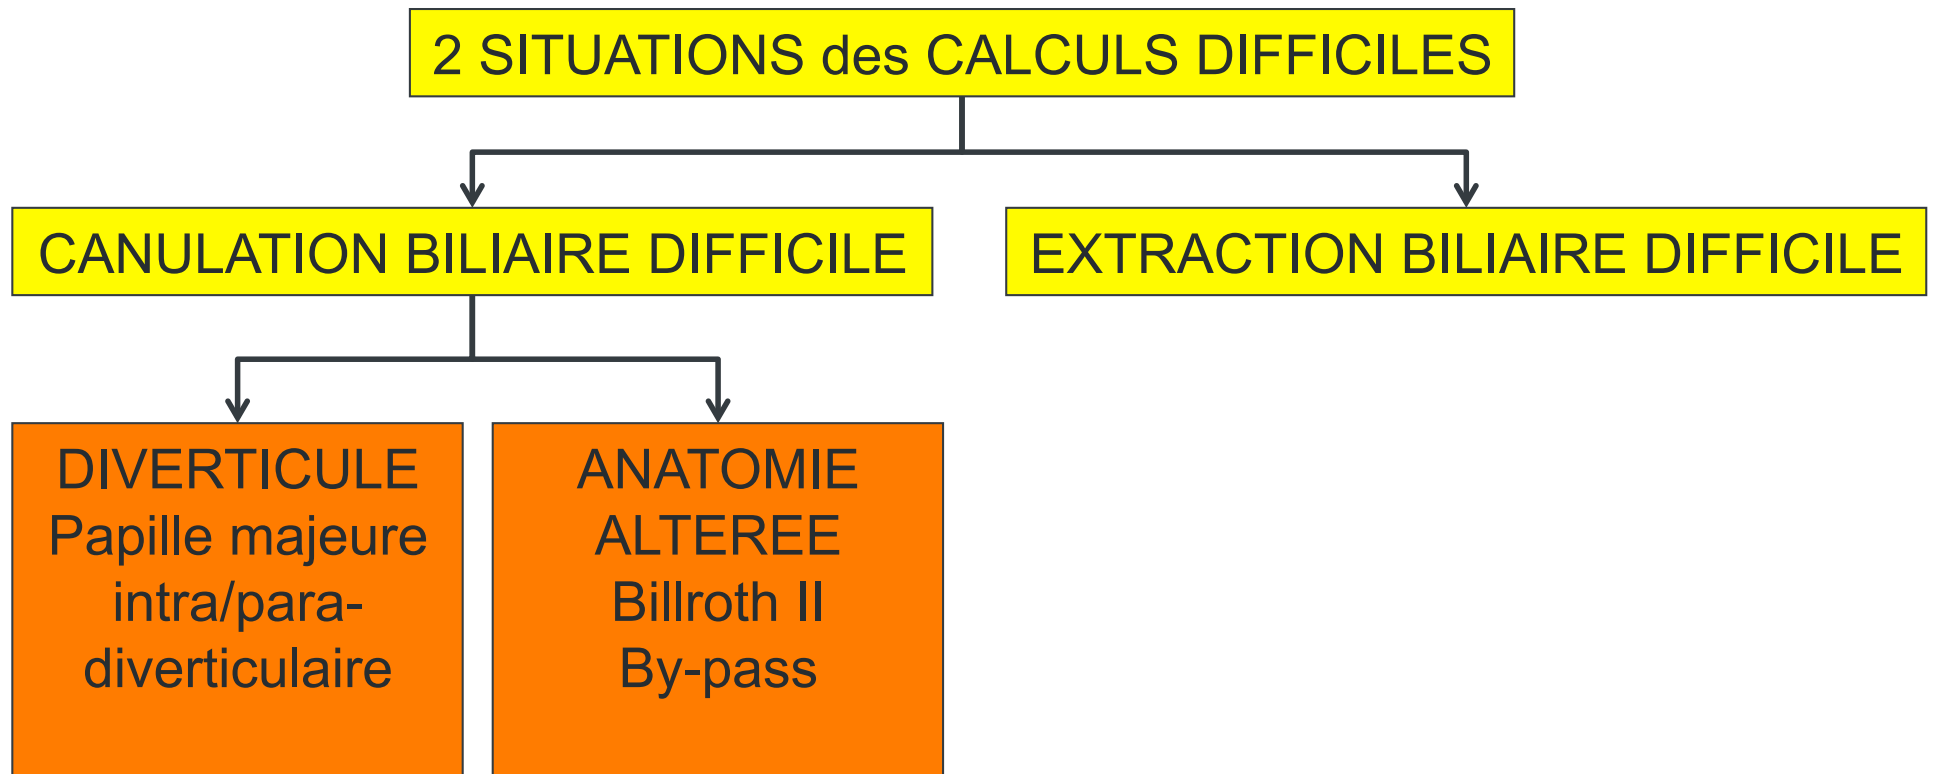 2 SITUATIONS des CALCULS DIFFICILES
CANULATION BILIAIRE DIFFICILE
EXTRACTION BILIAIRE DIFFICILE
DIVERTICULE
Papille majeure
intra/para-
diverticulaire
ANATOMIE
ALTEREE
Billroth II
By-pass